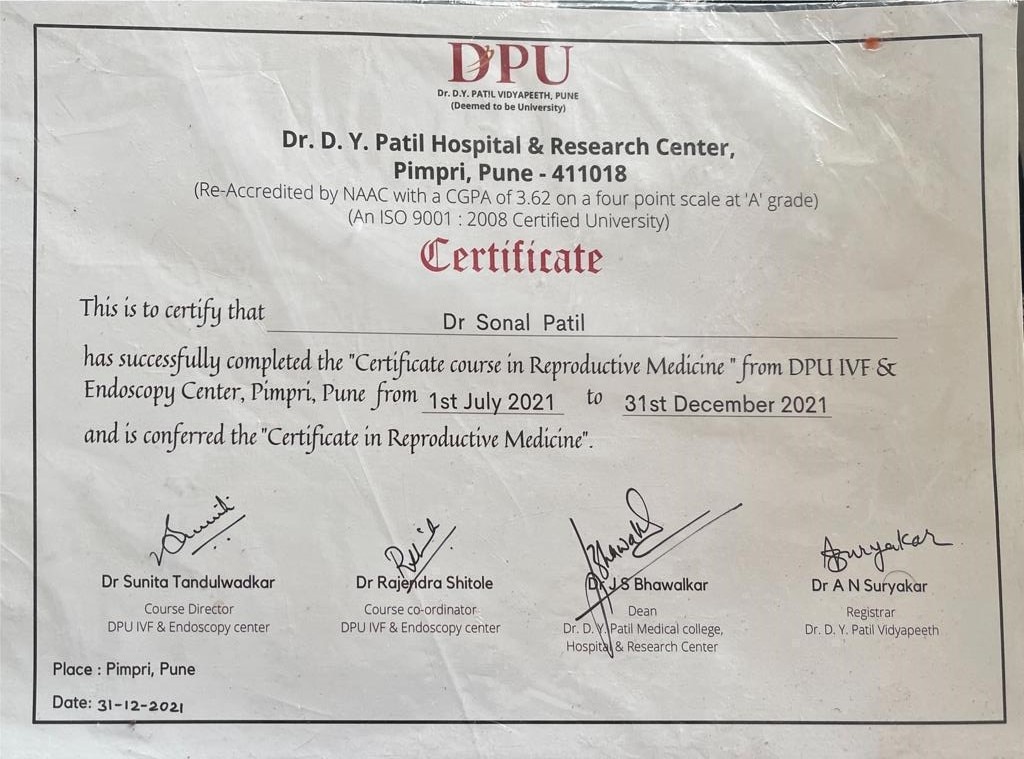 DPU
Dr. D.Y. PATIL VIDYAPEETH, PUNE
(Deemed to be University)
Dr. D. Y. Patil Hospital & Research Center,
Pimpri, Pune - 411018
(Re-Accredited by NAAC with a CGPA of 3.62 on a four point scale at 'A' grade)
(An ISO 9001 : 2008 Certified University)
Certificate
This is to certify that Dr Sonal Patil
has successfully completed the "Certificate course in Reproductive Medicine " from DPU IVF &
Endoscopy Center, Pimpri, Pune from 1st July 2021 to 31st December 2021
and is conferred the "Certificate in Reproductive Medicine".
Dr Sunita Tandulwadkar
Course Director
DPU IVF & Endoscopy center
Dr Rajendra Shitole
Course co-ordinator
DPU IVF & Endoscopy center
Bhawalk
Dr J S Bhawalkar
Dean
Dr. D. Y. Patil Medical college,
Hospital & Research Center
Asuryakar
Dr A N Suryakar
Registrar
Dr. D. Y. Patil Vidyapeeth
Place : Pimpri, Pune
Date: 31-12-2021